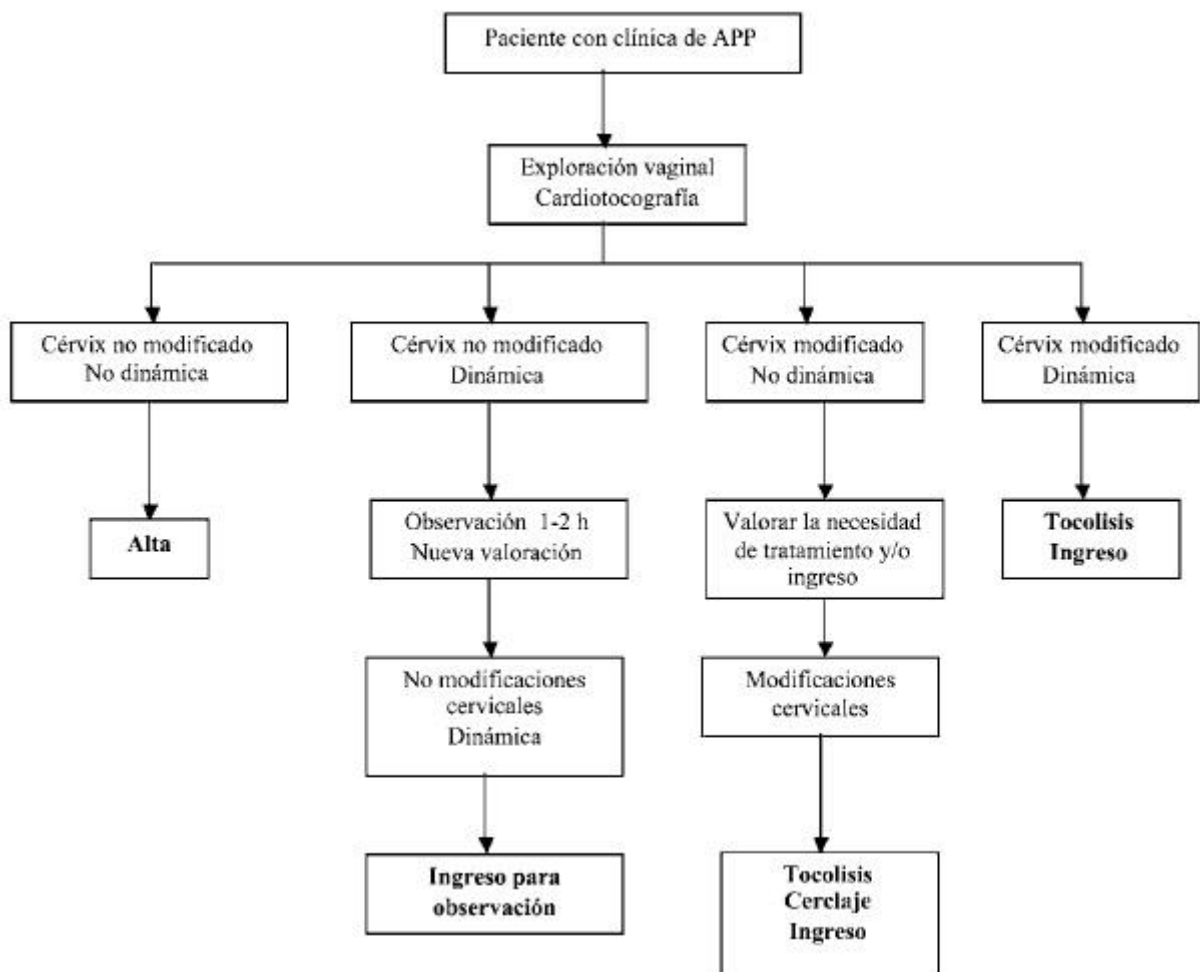 Paciente con clínica de APP
Exploración vaginal
Cardiotocografía
Cérvix no modificado
No dinámica
Cérvix no modificado
Dinámica
Cérvix modificado
No dinámica
Cérvix modificado
Dinámica
Alta
Observación 1-2 h
Nueva valoración
Valorar la necesidad
de tratamiento y/o
ingreso
Tocolisis
Ingreso
No modificaciones
cervicales
Dinámica
Modificaciones
cervicales
Ingreso para
observación
Tocolisis
Cerclaje
Ingreso